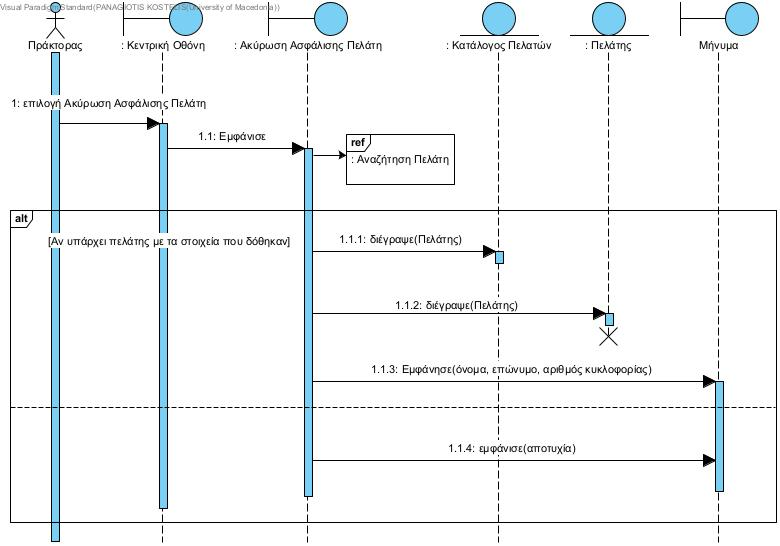 Visual Paradigm Standard(PANAGIOTIS KOSTELIS(University of Macedonia))
Πράκτορας
: Κεντρική Οθόνη
: Ακύρωση Ασφάλισης Πελάτη
: Κατάλογος Πελατών
: Πελάτης
Μήνυμα
1: επιλογή Ακύρωση Ασφάλισης Πελάτη
1.1: Εμφάνισε
ref
: Αναζήτηση Πελάτη
alt
[Αν υπάρχει πελάτης με τα στοιχεία που δόθηκαν]
1.1.1: διέγραψε(Πελάτης)
1.1.2: διέγραψε(Πελάτης)
1.1.3: Εμφάνησε(όνομα, επώνυμο, αριθμός κυκλοφορίας)
1.1.4: εμφάνισε(αποτυχία)